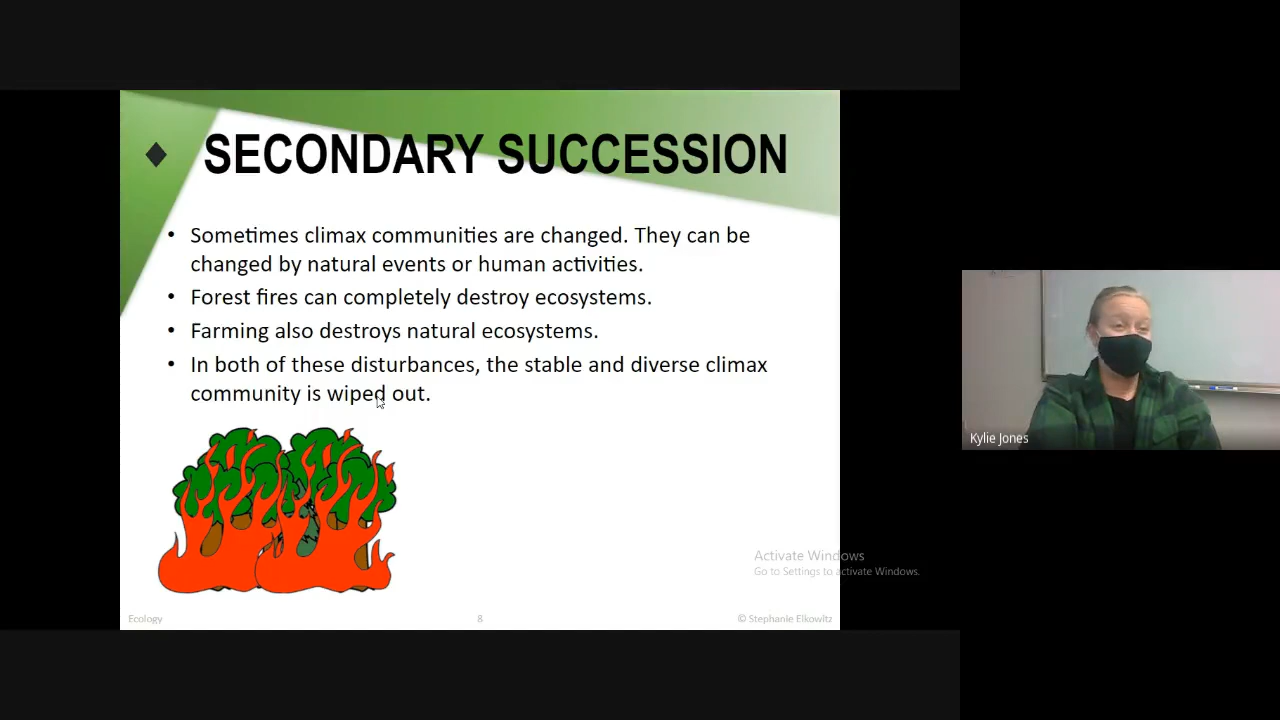 ♦ SECONDARY SUCCESSION
• Sometimes climax communities are changed. They can be
changed by natural events or human activities.
• Forest fires can completely destroy ecosystems.
• Farming also destroys natural ecosystems.
• In both of these disturbances, the stable and diverse climax
community is wiped out.
Kylie Jones
Activate Windows
Go to Settings to activate Windows.
Ecology
8
© Stephanie Elkowitz